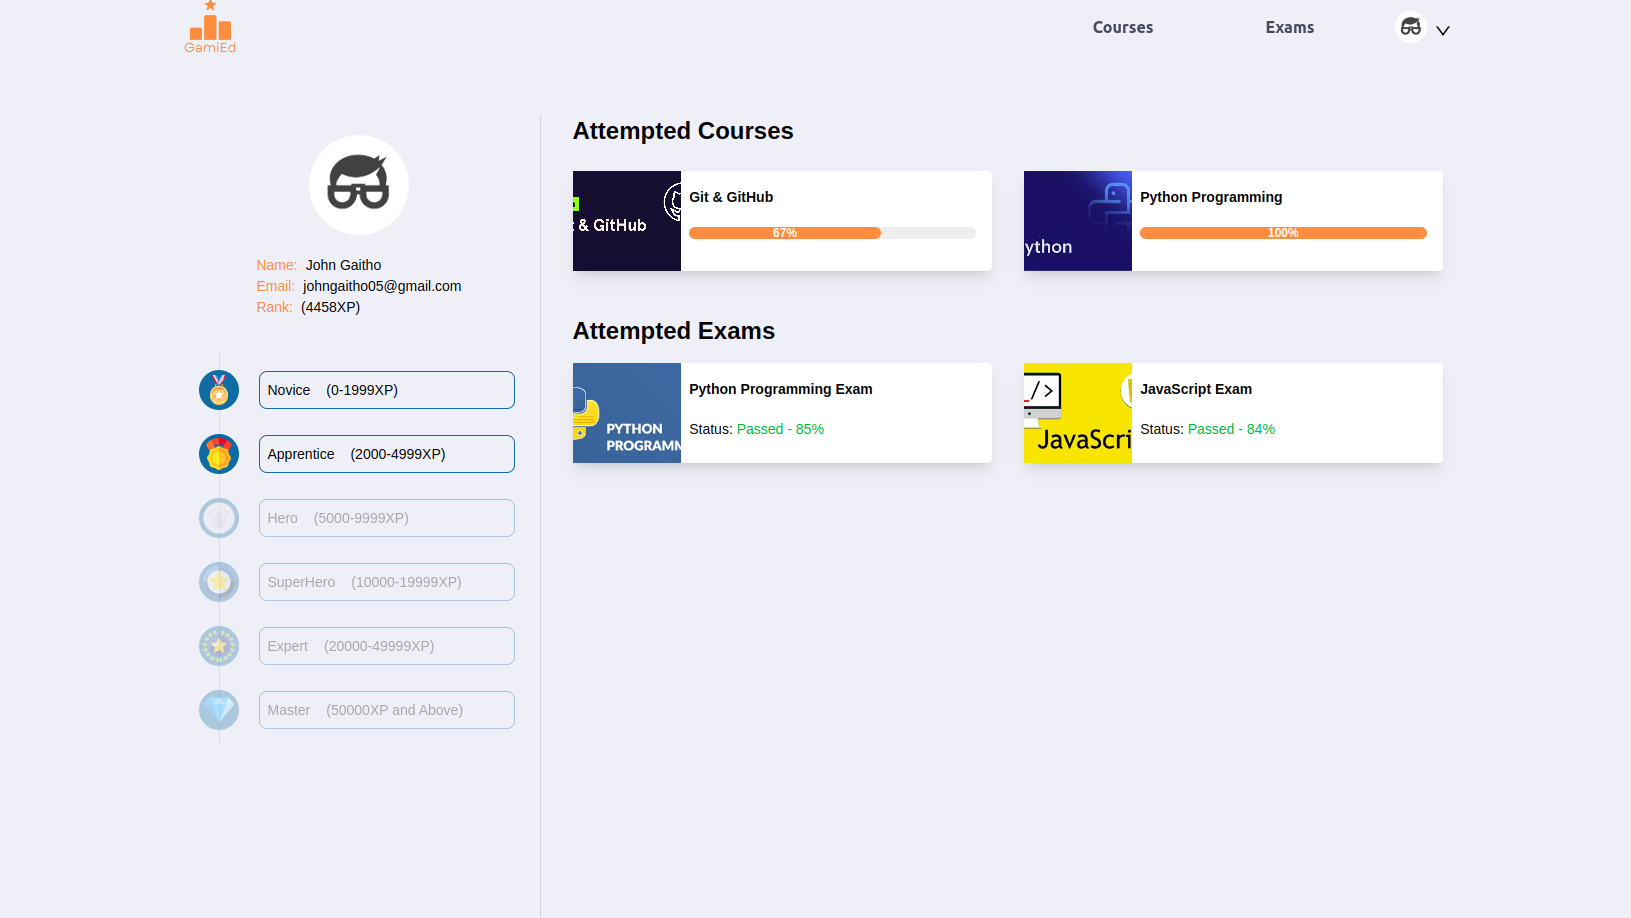 GamiEd
Courses
Exams
Name: John Gaitho
Email: johngaitho05@gmail.com
Rank: (4458XP)
Novice (0-1999XP)
Apprentice (2000-4999XP)
Hero (5000-9999XP)
SuperHero (10000-19999XP)
Expert (20000-49999XP)
Master (50000XP and Above)
Attempted Courses
& GitHub
Git & GitHub
67%
ython
Python Programming
100%
Attempted Exams
PYTHON
PROGRAMM
Python Programming Exam
Status: Passed - 85%
/>
JavaScri
JavaScript Exam
Status: Passed - 84%